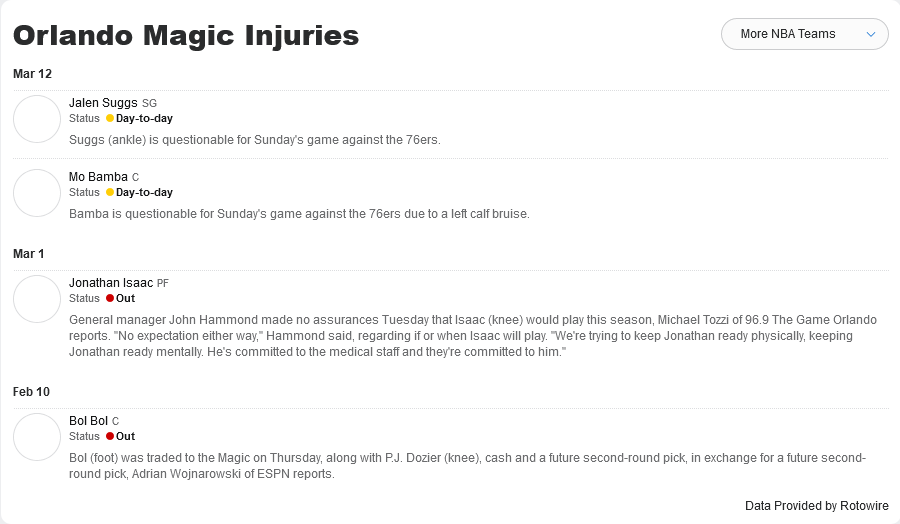 Orlando Magic Injuries
More NBA Teams
Mar 12
Jalen Suggs SG
Status Day-to-day
Suggs (ankle) is questionable for Sunday's game against the 76ers.
Mo Bamba C
Status Day-to-day
Bamba is questionable for Sunday's game against the 76ers due to a left calf bruise.
Mar 1
Jonathan Isaac PF
Status Out
General manager John Hammond made no assurances Tuesday that Isaac (knee) would play this season, Michael Tozzi of 96.9 The Game Orlando
reports. "No expectation either way," Hammond said, regarding if or when Isaac will play. "We're trying to keep Jonathan ready physically, keeping
Jonathan ready mentally. He's committed to the medical staff and they're committed to him."
Feb 10
Bol Bol C
Status Out
Bol (foot) was traded to the Magic on Thursday, along with P.J. Dozier (knee), cash and a future second-round pick, in exchange for a future second-
round pick, Adrian Wojnarowski of ESPN reports.
Data Provided by Rotowire